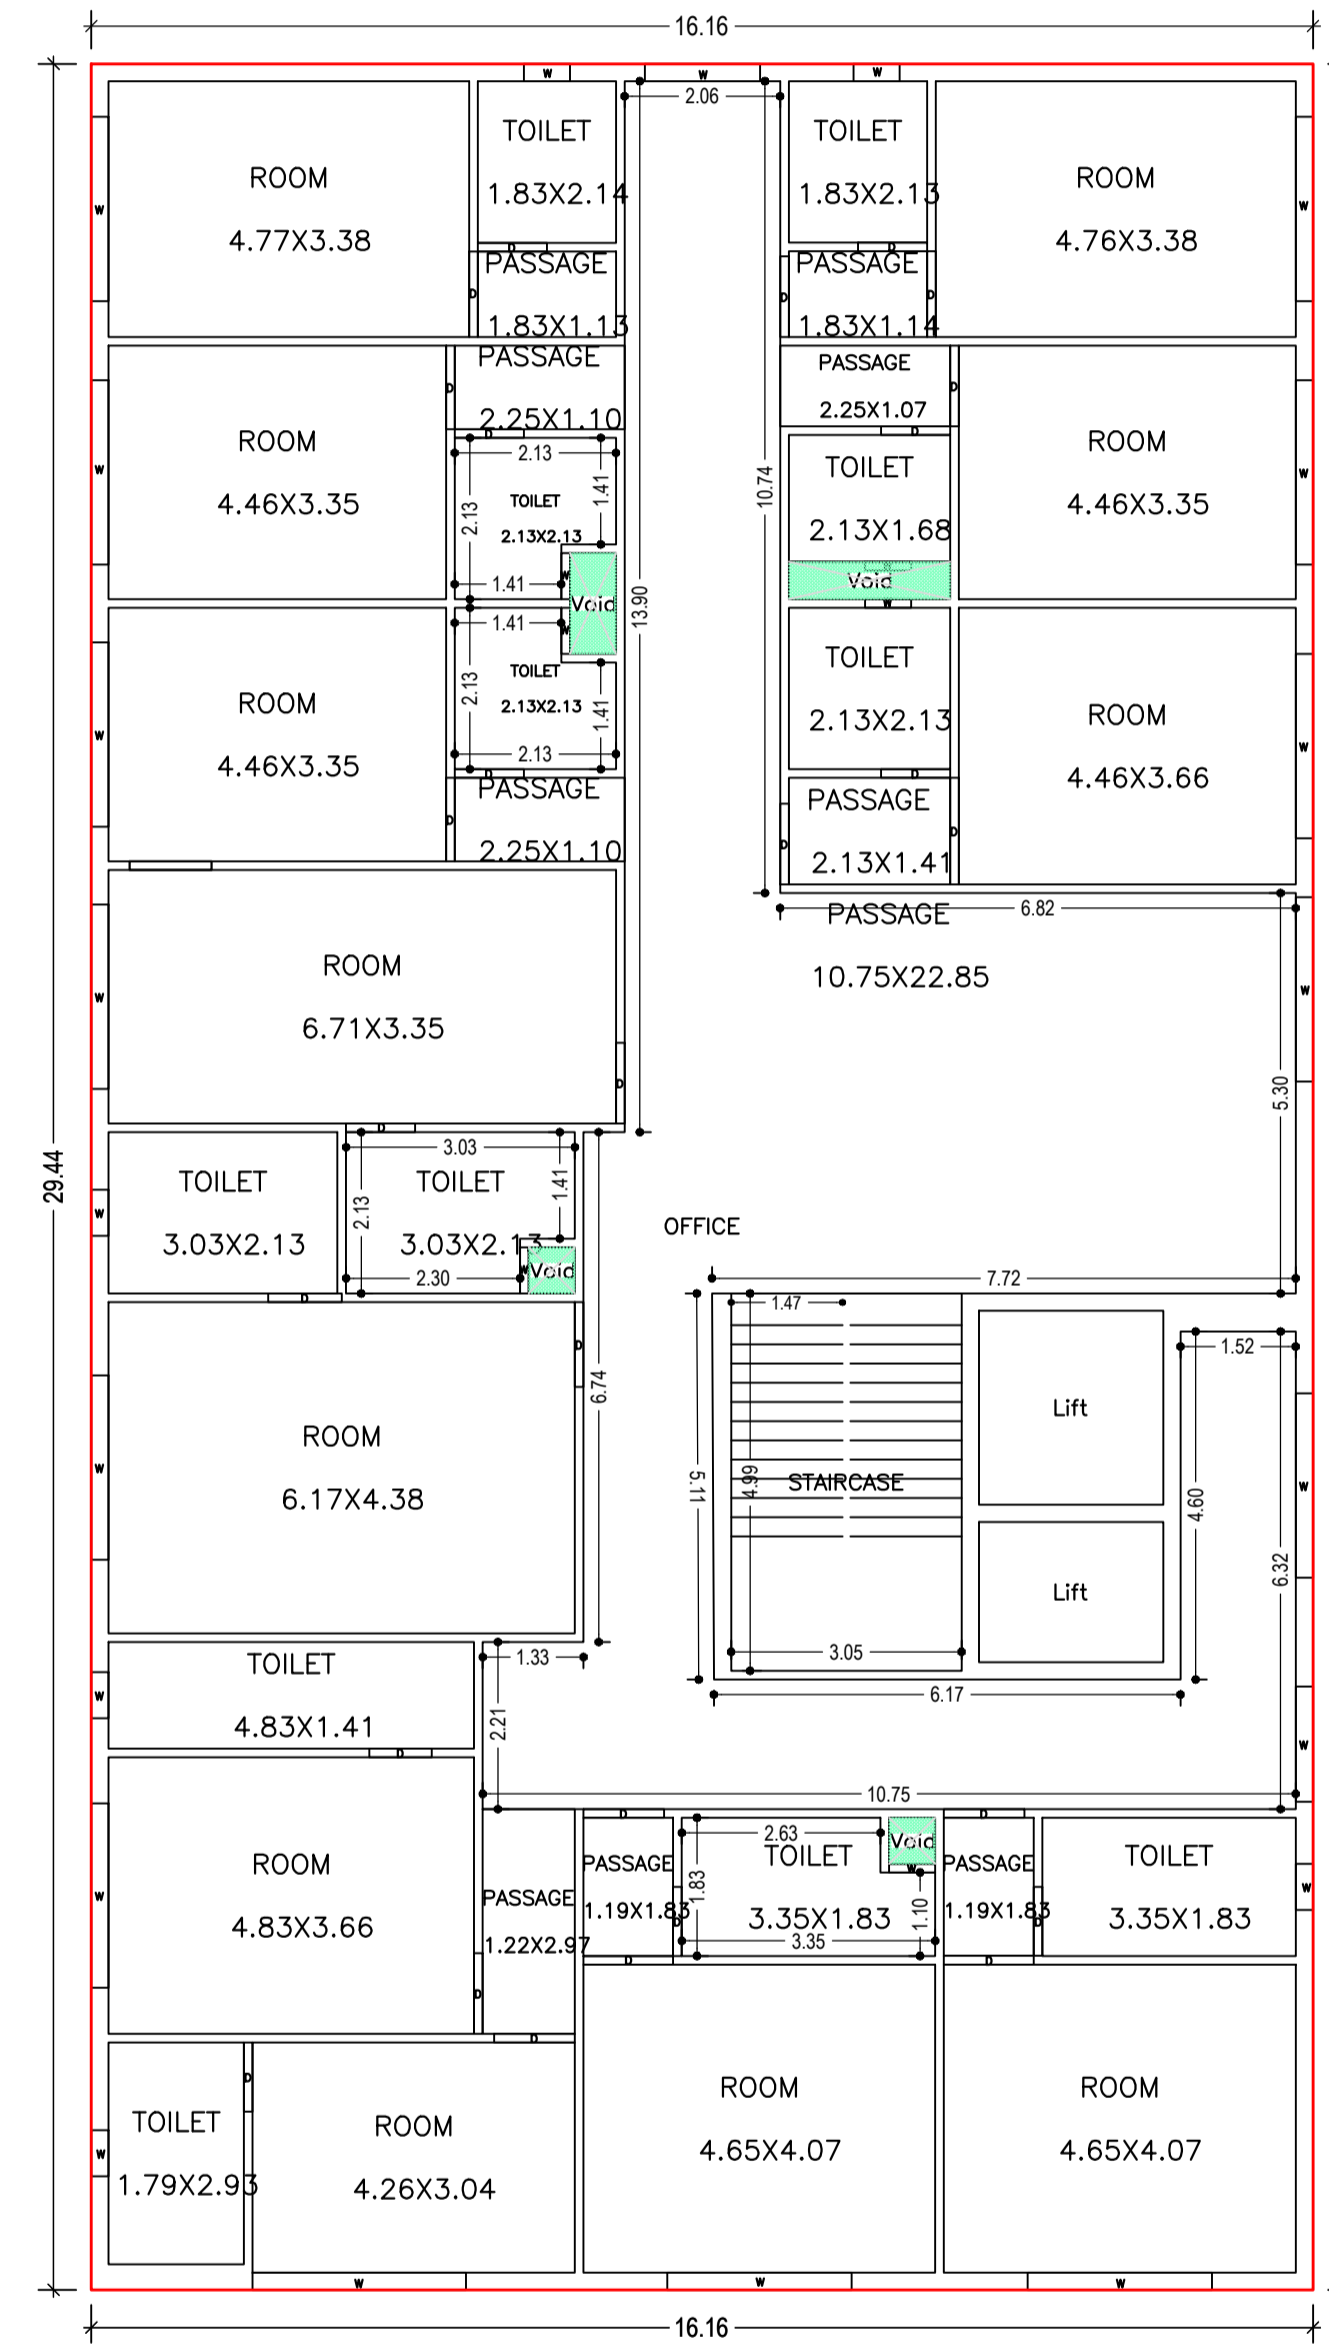 16.16
W
W
W
2.06
TOILET
1.83X2.14
TOILET
1.83X2.13
ROOM
4.77X3.38
ROOM
4.76X3.38
W
W
D
D
PASSAGE
1.83X1.13
PASSAGE
1.83X1.14
D
D
D
PASSAGE
2.25X1.10
PASSAGE
2.25X1.07
D
D
D
D
ROOM
4.46X3.35
2.13
TOILET
2.13X2.13
2.13
1.41
1.41
10.74
TOILET
2.13X1.68
ROOM
4.46X3.35
W
W
W
Void
W
13.90
Void
W
ROOM
4.46X3.35
1.41
TOILET
2.13X2.13
2.13
1.41
2.13
TOILET
2.13X2.13
ROOM
4.46X3.66
W
W
D
D
PASSAGE
2.25X1.10
D
PASSAGE
2.13X1.41
D
D
6.82
PASSAGE
10.75X22.85
ROOM
6.71X3.35
W
W
D
5.30
D
29.44
TOILET
3.03X2.13
W
3.03
TOILET
3.03X2.13
2.13
1.41
2.30
W
Void
OFFICE
7.72
D
D
1.47
1.52
6.74
ROOM
6.17X4.38
W
STAIRCASE
5.11
4.99
Lift
4.60
W
6.32
Lift
3.05
6.17
TOILET
4.83X1.41
W
1.33
2.21
W
D
10.75
D
D
ROOM
4.83X3.66
W
PASSAGE
1.22X2.97
D
PASSAGE
1.19X1.83
D
2.63
TOILET
3.35X1.83
1.83
1.10
3.35
Void
W
PASSAGE
1.19X1.83
D
TOILET
3.35X1.83
W
D
D
D
D
TOILET
1.79X2.93
W
ROOM
4.26X3.04
ROOM
4.65X4.07
ROOM
4.65X4.07
W
W
W
16.16